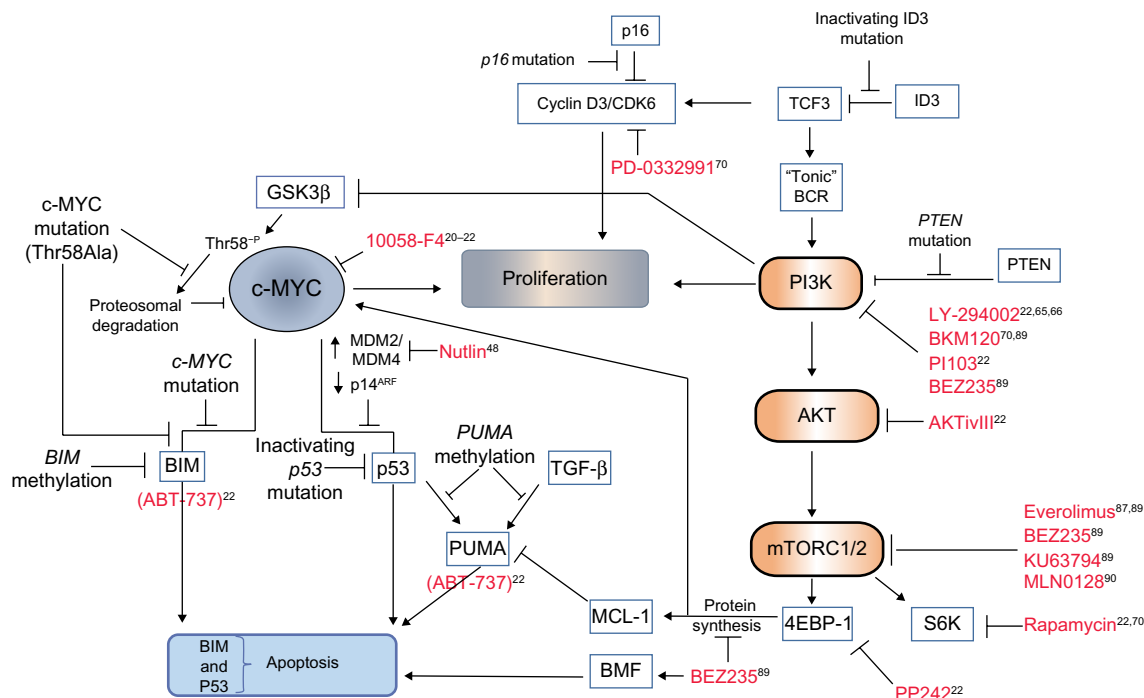 Inactivating ID3
mutation
p16
p16 mutation
Cyclin D3/CDK6
TCF3
ID3
PD-0332991⁷⁰
"Tonic"
BCR
GSK3β
c-MYC
mutation
(Thr58Ala)
Thr58⁻ᴾ
10058-F4²⁰⁻²²
PTEN
mutation
PTEN
c-MYC
Proliferation
PI3K
Proteosomal
degradation
LY-294002²²,⁶⁵,⁶⁶
BKM120⁷⁰,⁸⁹
PI103²²
BEZ235⁸⁹
MDM2/
MDM4
Nutlin⁴⁸
c-MYC
mutation
p14ᴬᴿᶠ
AKT
AKTivIII²²
BIM
methylation
BIM
(ABT-737)²²
Inactivating
p53
mutation
p53
PUMA
methylation
TGF-β
PUMA
(ABT-737)²²
mTORC1/2
Everolimus⁸⁷,⁸⁹
BEZ235⁸⁹
KU63794⁸⁹
MLN0128⁹⁰
MCL-1
Protein
synthesis
4EBP-1
S6K
Rapamycin²²,⁷⁰
BIM
and
P53
Apoptosis
BMF
BEZ235⁸⁹
PP242²²